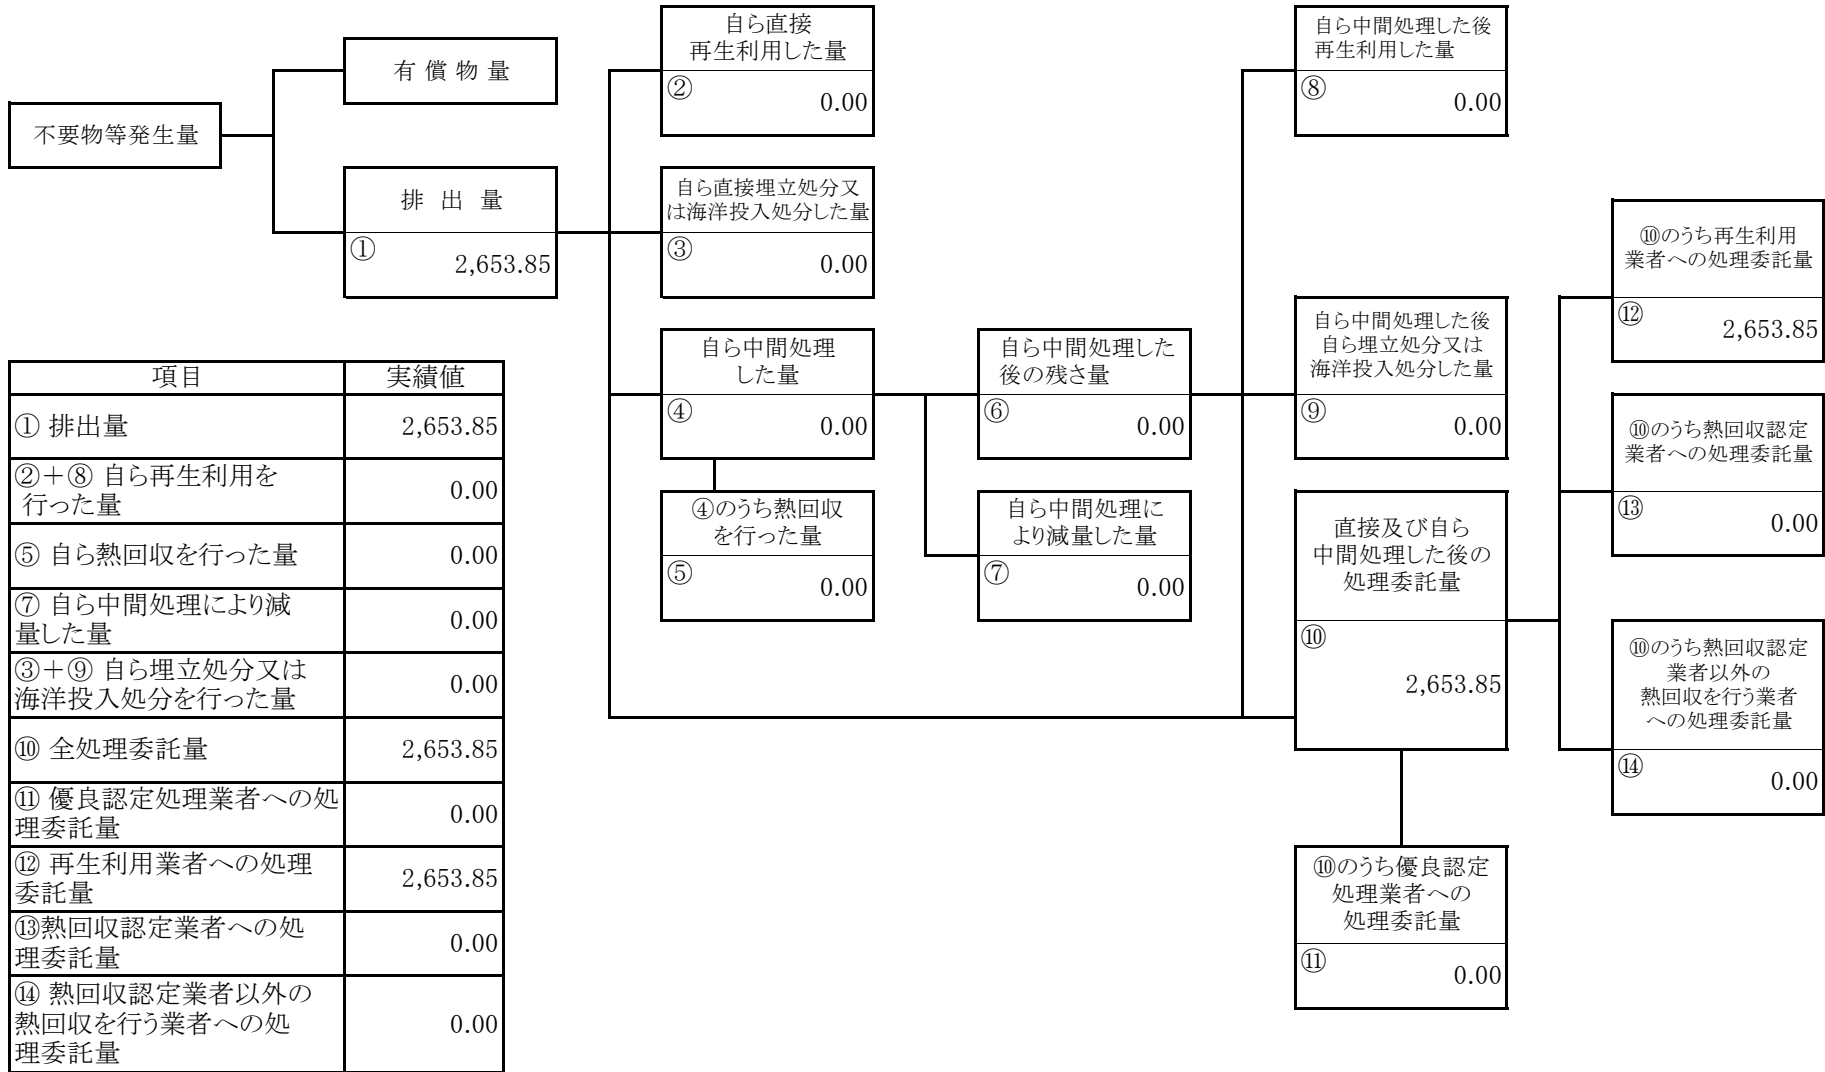 不要物等発生量
有 償 物 量
排 出 量
①
2,653.85
自ら直接
再生利用した量
②
0.00
自ら直接埋立処分又
は海洋投入処分した量
③
0.00
自ら中間処理
した量
④
0.00
④のうち熱回収
を行った量
⑤
0.00
自ら中間処理した
後の残さ量
⑥
0.00
自ら中間処理に
より減量した量
⑦
0.00
自ら中間処理した後
再生利用した量
⑧
0.00
自ら中間処理した後
自ら埋立処分又は
海洋投入処分した量
⑨
0.00
直接及び自ら
中間処理した後の
処理委託量
⑩
2,653.85
⑩のうち優良認定
処理業者への
処理委託量
⑪
0.00
⑩のうち再生利用
業者への処理委託量
⑫
2,653.85
⑩のうち熱回収認定
業者への処理委託量
⑬
0.00
⑩のうち熱回収認定
業者以外の
熱回収を行う業者
への処理委託量
⑭
0.00
項目 実績値
① 排出量 2,653.85
②＋⑧ 自ら再生利用を
行った量 0.00
⑤ 自ら熱回収を行った量 0.00
⑦ 自ら中間処理により減
量した量 0.00
③＋⑨ 自ら埋立処分又は
海洋投入処分を行った量 0.00
⑩ 全処理委託量 2,653.85
⑪ 優良認定処理業者への処
理委託量 0.00
⑫ 再生利用業者への処理
委託量 2,653.85
⑬熱回収認定業者への処
理委託量 0.00
⑭ 熱回収認定業者以外の
熱回収を行う業者への処
理委託量 0.00